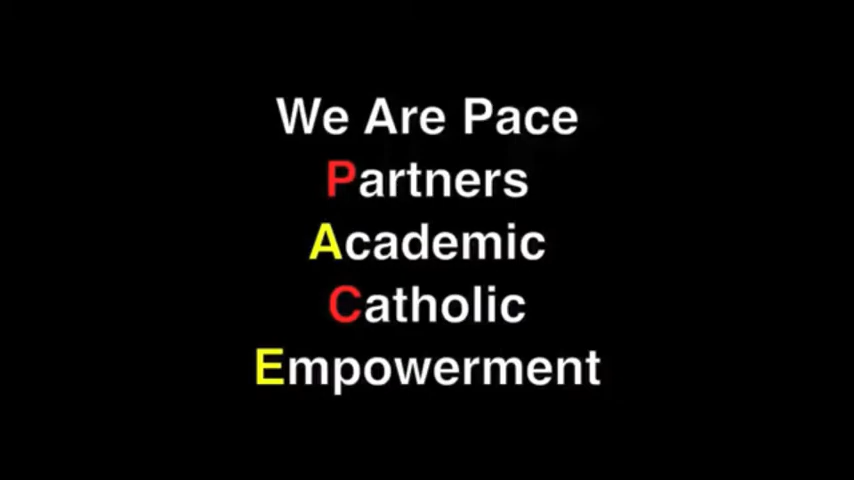 We Are Pace
Partners
Academic
Catholic
Empowerment